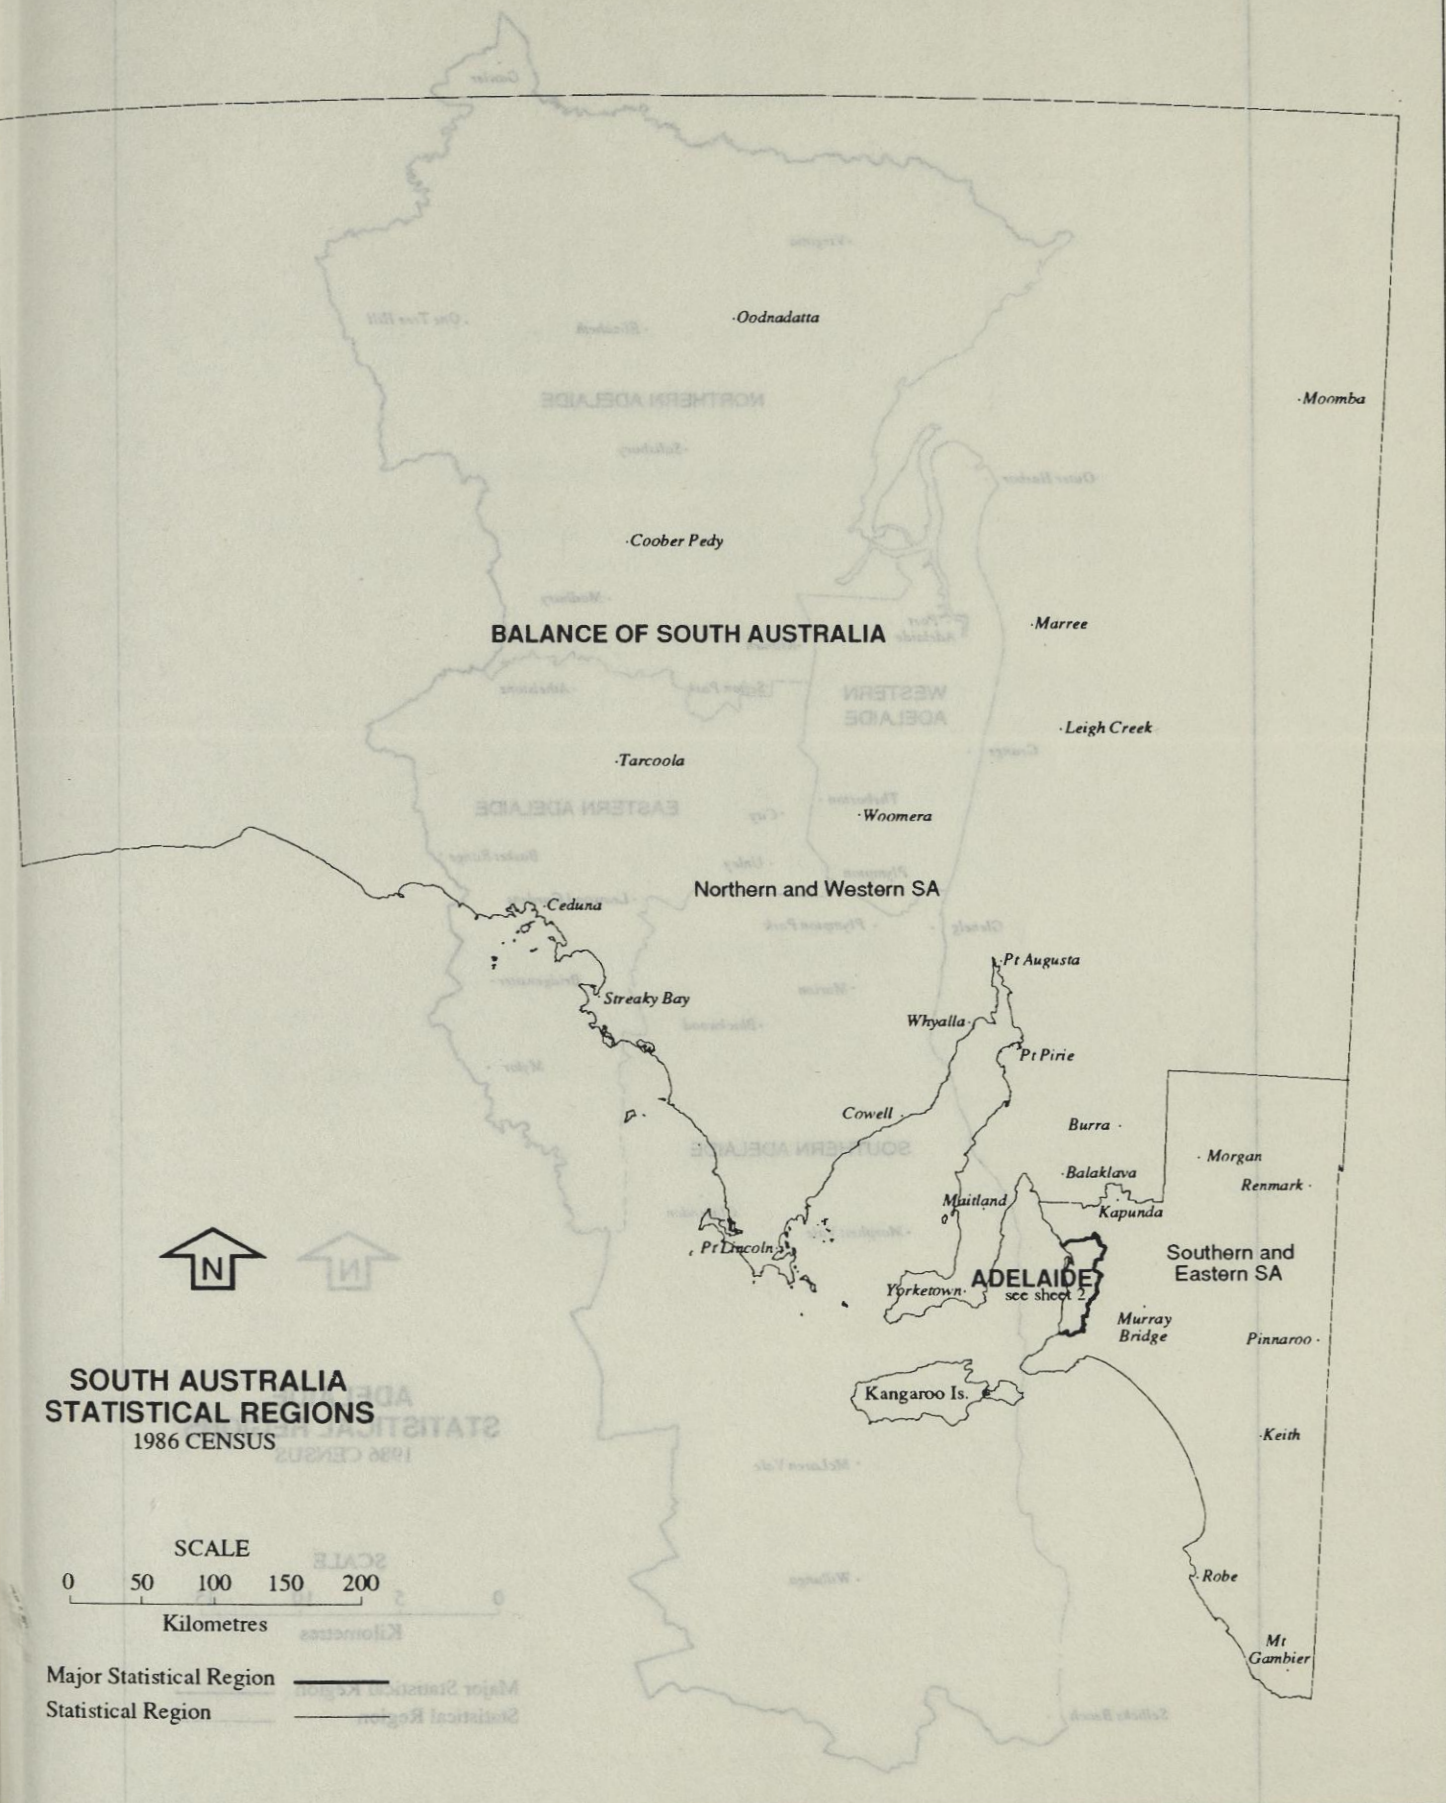 Oodnadatta
Moomba
Coober Pedy
BALANCE OF SOUTH AUSTRALIA
Marree
Leigh Creek
Tarcoola
Woomera
Northern and Western SA
Ceduna
Pt Augusta
Streaky Bay
Whyalla
Pt Pirie
Cowell
Burra
Morgan
Balaklava
Renmark
Maitland
Kapunda
Pt Lincoln
Southern and
Eastern SA
ADELAIDE
see sheet 2
Yorketown
Murray
Bridge
Pinnaroo
Kangaroo Is.
Keith
Robe
Mt
Gambier
N
SOUTH AUSTRALIA
STATISTICAL REGIONS
1986 CENSUS
SCALE
0 50 100 150 200
Kilometres
Major Statistical Region
Statistical Region